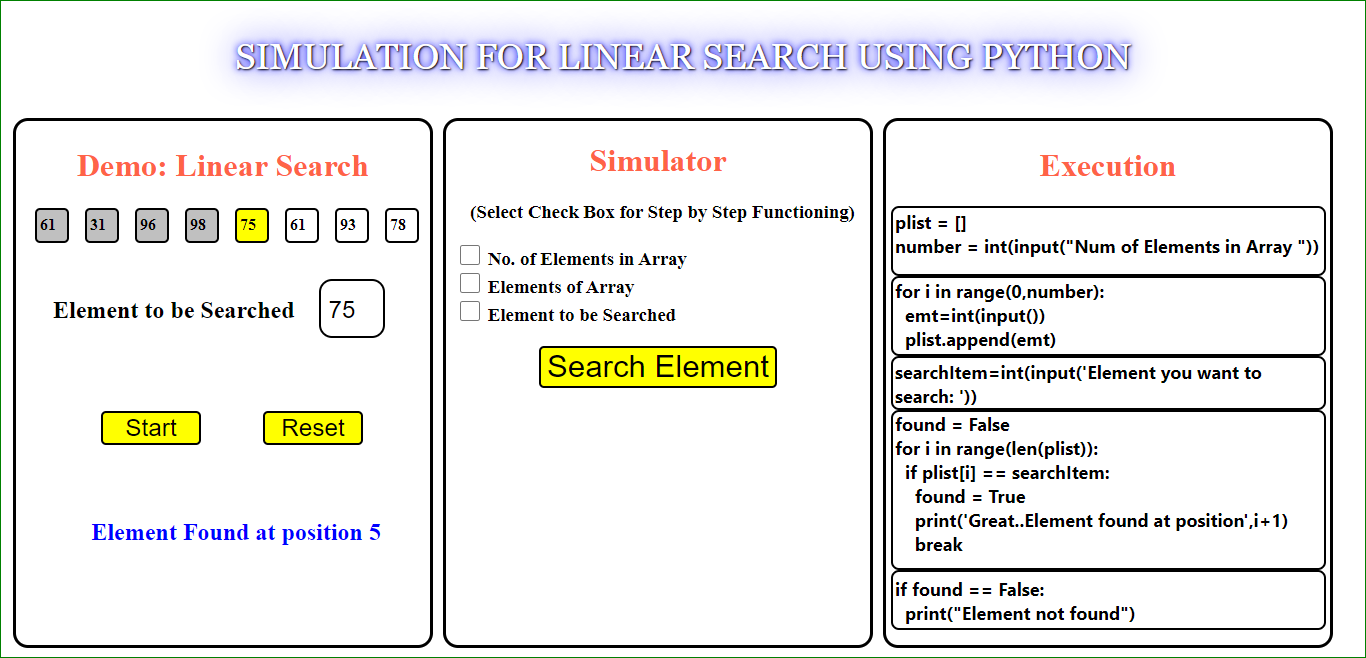 SIMULATION FOR LINEAR SEARCH USING PYTHON
Demo: Linear Search
61 31 96 98 75 61 93 78
Element to be Searched 75
Start Reset
Element Found at position 5
Simulator
(Select Check Box for Step by Step Functioning)
No. of Elements in Array
Elements of Array
Element to be Searched
Search Element
Execution
plist = []
number = int(input("Num of Elements in Array "))
for i in range(0,number):
emt=int(input())
plist.append(emt)
searchItem=int(input('Element you want to
search: '))
found = False
for i in range(len(plist)):
if plist[i] == searchItem:
found = True
print('Great..Element found at position',i+1)
break
if found == False:
print("Element not found")